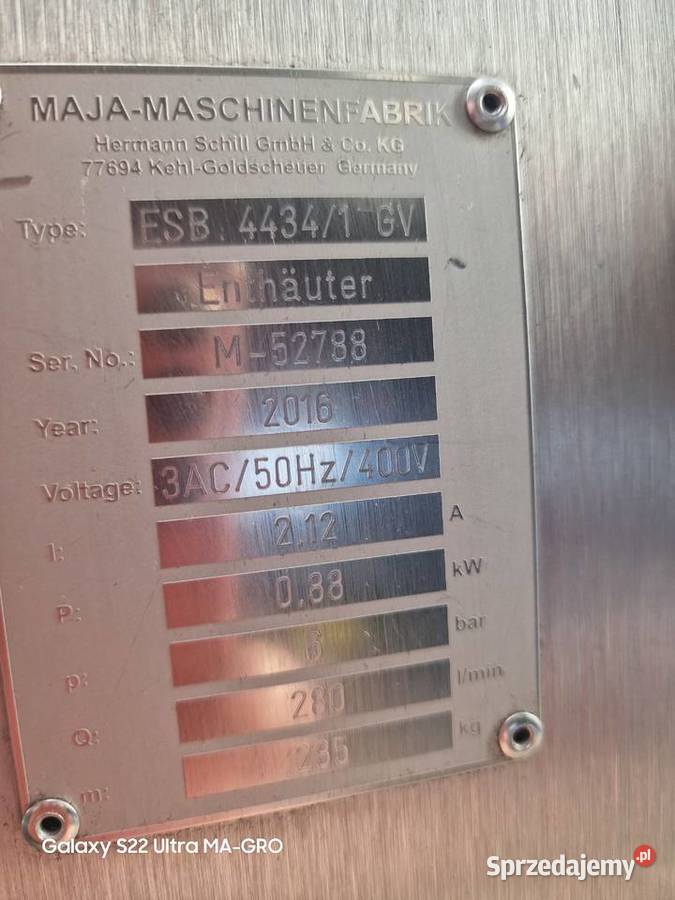 MAJA-MASCHINENFABRIK
Hermann Schill GmbH & Co. KG
77694 Kehl-Goldscheuer Germany
Type: ESB 4434/1 GV
Enthäuter
Ser. No.: M-52788
Year: 2016
Voltage: 3AC/50Hz/400V
I: 2.12 A
P: 0.88 kW
p: 6 bar
Q: 280 l/min
m: 235 kg
Galaxy S22 Ultra MA-GRO
Sprzedajemy.pl